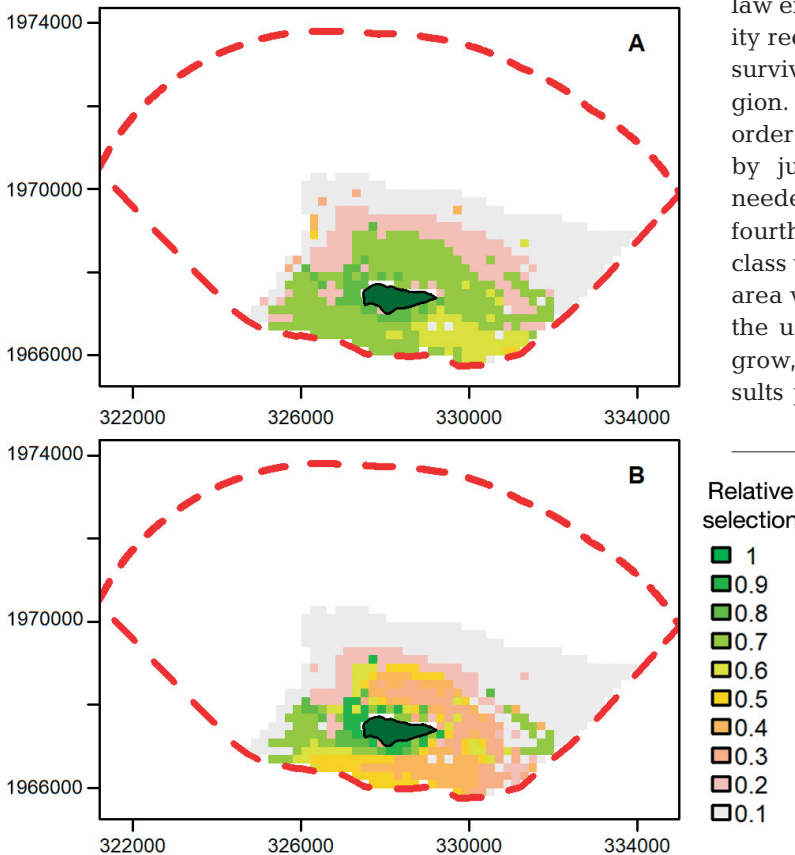 1974000
1970000
1966000
A
322000
326000
330000
334000
1974000
1970000
1966000
B
322000
326000
330000
334000
ity
surviv
gion.
order
by ju
neede
fourth
class
area
the u
grow,
sults
Relative
selection
1
0.9
0.8
0.7
0.6
0.5
0.4
0.3
0.2
0.1